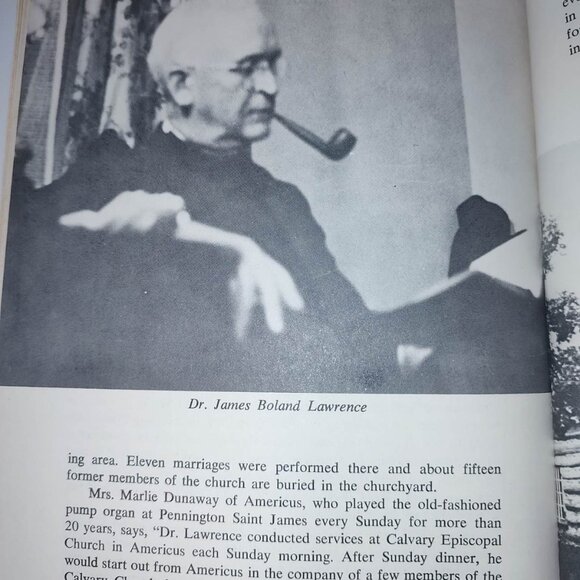 Dr. James Boland Lawrence
ing area. Eleven marriages were performed there and about fifteen
former members of the church are buried in the churchyard.
Mrs. Marlie Dunaway of Americus, who played the old-fashioned
pump organ at Pennington Saint James every Sunday for more than
20 years, says, “Dr. Lawrence conducted services at Calvary Episcopal
Church in Americus each Sunday morning. After Sunday dinner, he
would start out from Americus in the company of a few members of the
in
in